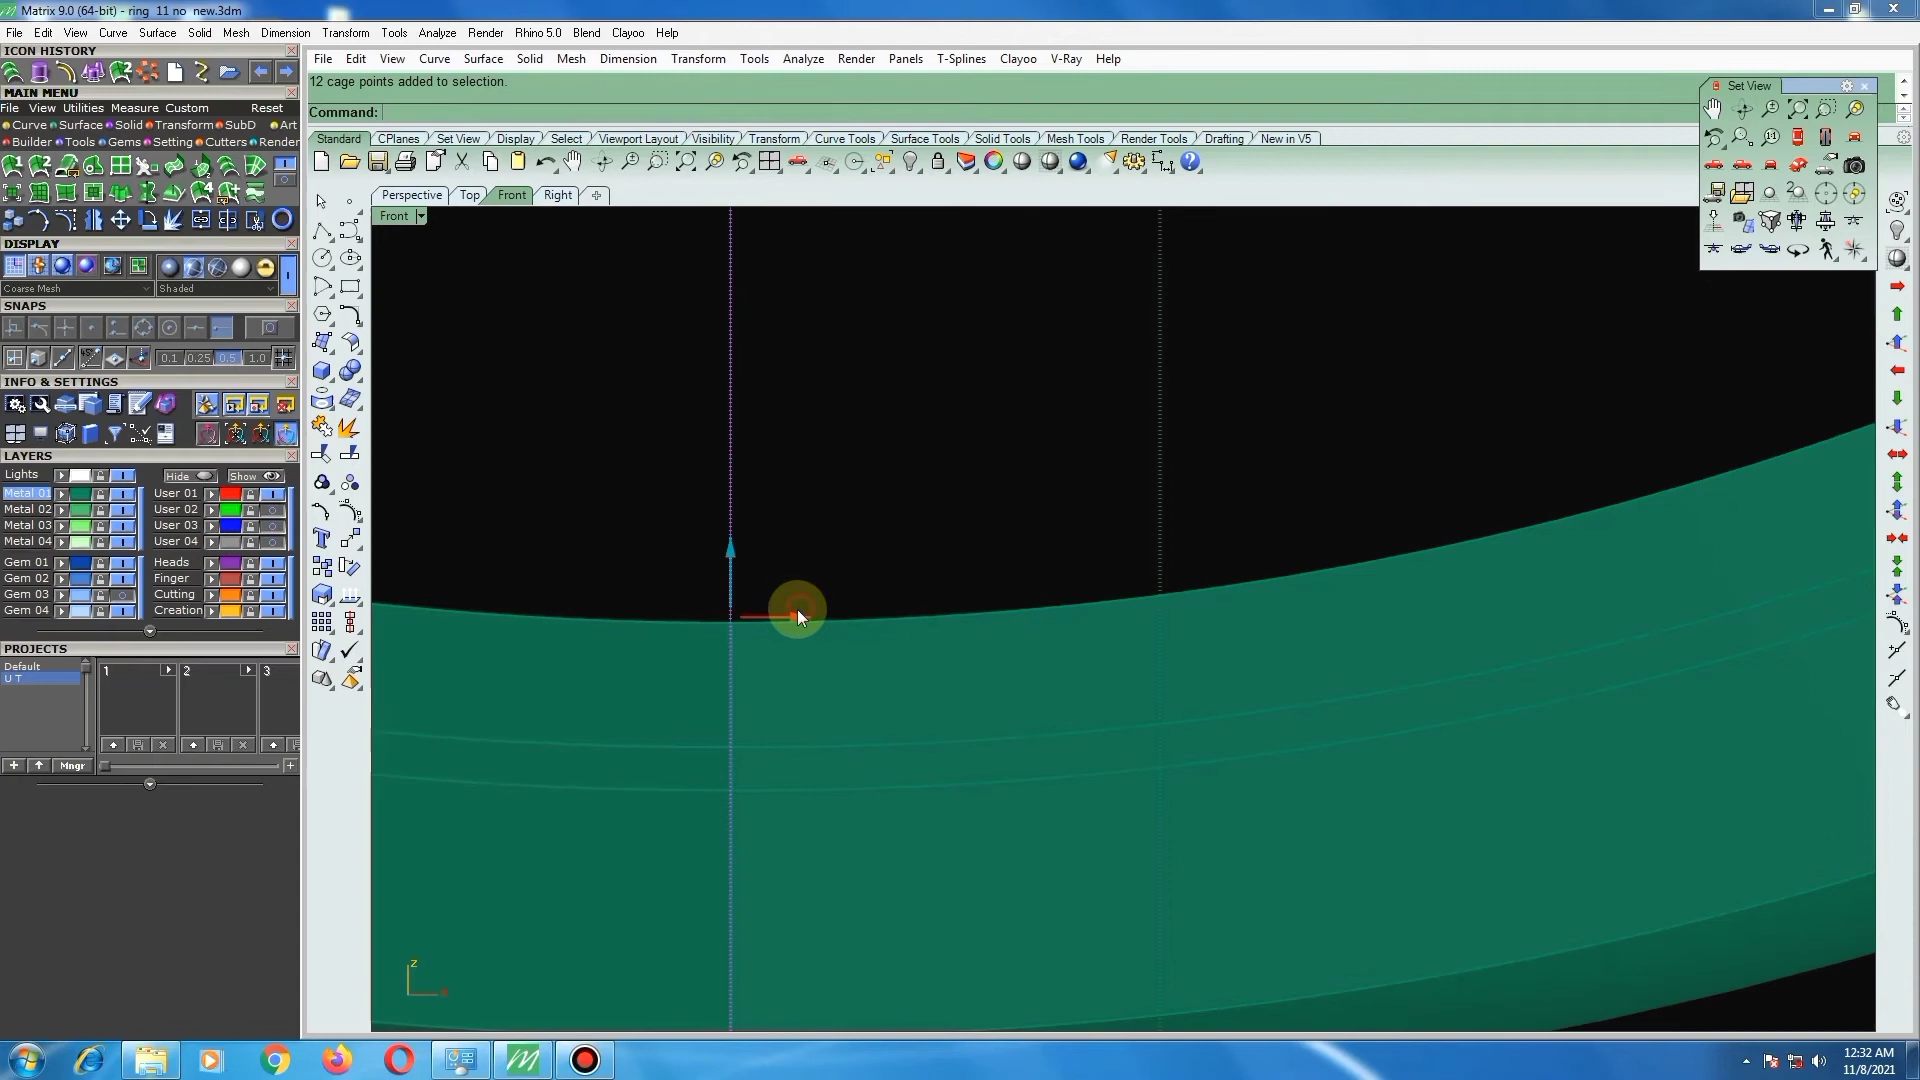 Matrix 9.0 (64-bit) - ring  11 no  new.3dm
File Edit View Curve Surface Solid Mesh Dimension Transform Tools Analyze Render Rhino 5.0 Blend Clayoo Help
ICON HISTORY
MAIN MENU
File View Utilities Measure Custom Reset
Curve Surface Solid Transform SubD Art
Builder Tools Gems Setting Cutters Render
DISPLAY
Coarse Mesh Shaded
SNAPS
0.1 0.25 0.5 1.0
INFO & SETTINGS
LAYERS
Lights Hide Show
Metal 01 User 01
Metal 02 User 02
Metal 03 User 03
Metal 04 User 04
Gem 01 Heads
Gem 02 Finger
Gem 03 Cutting
Gem 04 Creation
PROJECTS
Default
U T
1 2 3
Mngr
File Edit View Curve Surface Solid Mesh Dimension Transform Tools Analyze Render Panels T-Splines Clayoo V-Ray Help
12 cage points added to selection.
Command:
Standard CPlanes Set View Display Select Viewport Layout Visibility Transform Curve Tools Surface Tools Solid Tools Mesh Tools Render Tools Drafting New in V5
Perspective Top Front Right
Front
Set View
z
12:32 AM
11/8/2021